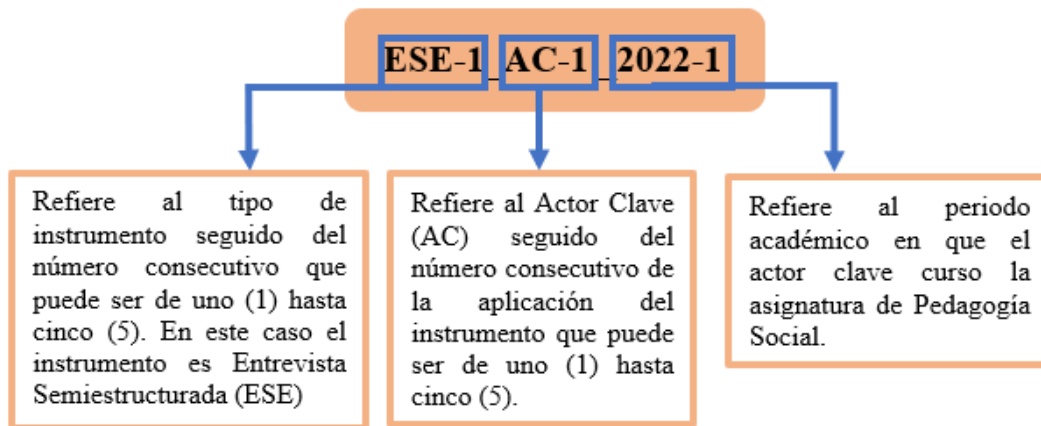 ESE-1_AC-1_2022-1
Refiere al tipo de
instrumento seguido del
número consecutivo que
puede ser de uno (1) hasta
cinco (5). En este caso el
instrumento es Entrevista
Semiestructurada (ESE)
Refiere al Actor Clave
(AC) seguido del
número consecutivo de
la aplicación del
instrumento que puede
ser de uno (1) hasta
cinco (5).
Refiere al periodo
académico en que el
actor clave curso la
asignatura de Pedagogía
Social.